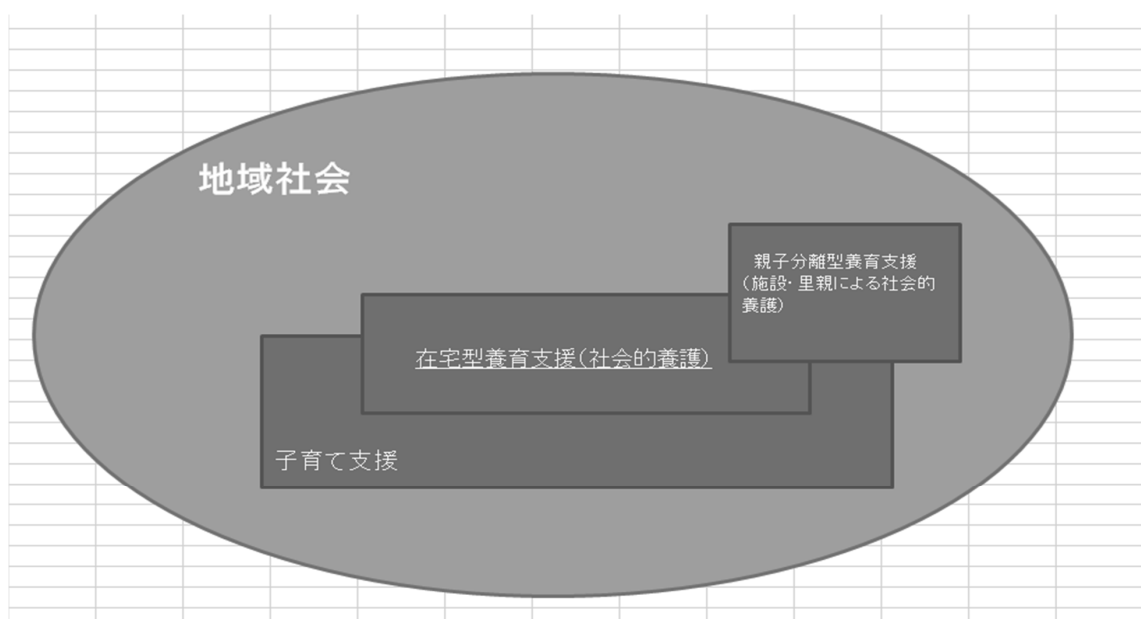 地域社会
親子分離型養育支援
（施設・里親による社会的
養護）
在宅型養育支援（社会的養護）
子育て支援